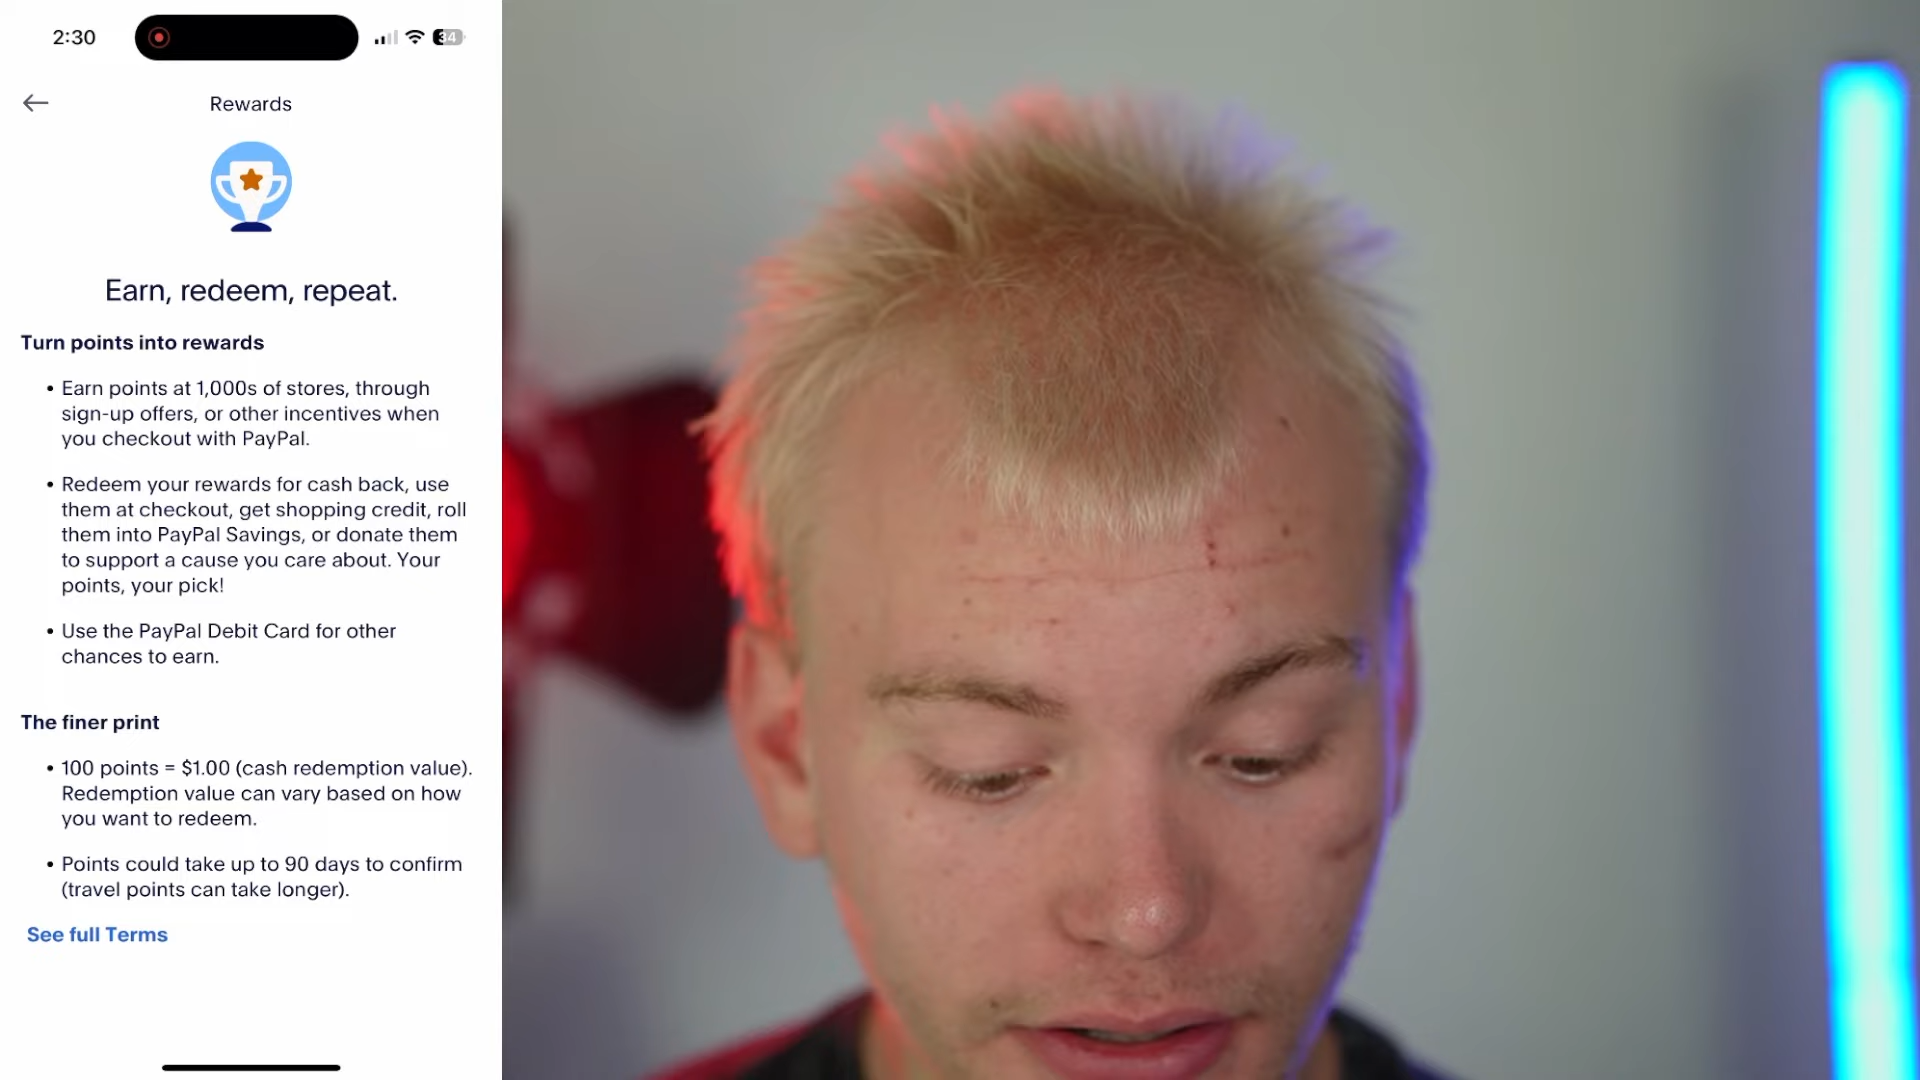 2:30
34
Rewards
Earn, redeem, repeat.
Turn points into rewards
• Earn points at 1,000s of stores, through
sign-up offers, or other incentives when
you checkout with PayPal.
• Redeem your rewards for cash back, use
them at checkout, get shopping credit, roll
them into PayPal Savings, or donate them
to support a cause you care about. Your
points, your pick!
• Use the PayPal Debit Card for other
chances to earn.
The finer print
• 100 points = $1.00 (cash redemption value).
Redemption value can vary based on how
you want to redeem.
• Points could take up to 90 days to confirm
(travel points can take longer).
See full Terms